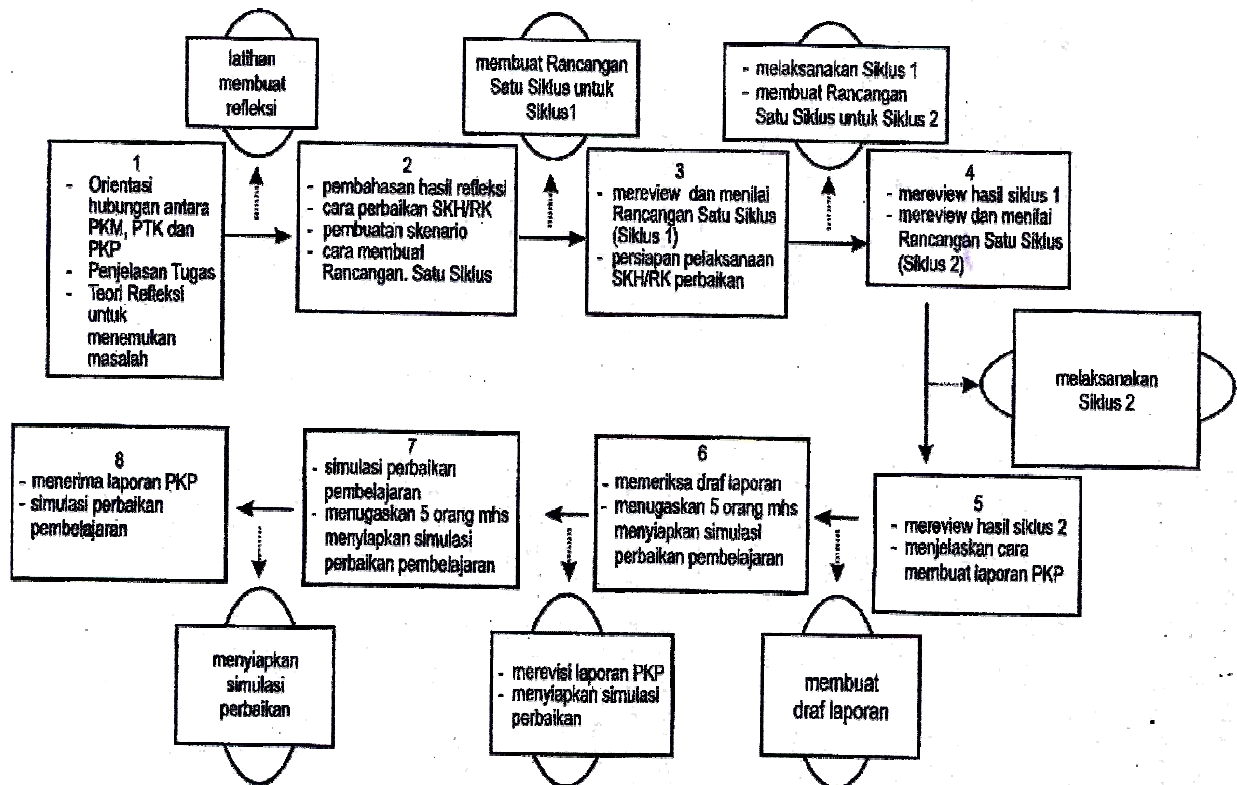 latihan
membuat
refleksi
membuat Rancangan
Satu Siklus untuk
Siklus1
- melaksanakan Siklus 1
- membuat Rancangan
Satu Siklus untuk Siklus 2
1
- Orientasi
hubungan antara
PKM, PTK dan
PKP
- Penjelasan Tugas
- Teori Refleksi
untuk
menemukan
masalah
2
- pembahasan hasil refleksi
- cara perbaikan SKH/RK
- pembuatan skenario
- cara membuat
Rancangan. Satu Siklus
3
- mereview dan menilai
Rancangan Satu Siklus
(Siklus 1)
- persiapan pelaksanaan
SKH/RK perbaikan
4
- mereview hasil siklus 1
- mereview dan menilai
Rancangan Satu Siklus
(Siklus 2)
melaksanakan
Siklus 2
8
- menerima laporan PKP
- simulasi perbaikan
pembelajaran
7
- simulasi perbaikan
pembelajaran
- menugaskan 5 orang mhs
menyiapkan simulasi
perbaikan pembelajaran
6
- memeriksa draf laporan
- menugaskan 5 orang mhs
menyiapkan simulasi
perbaikan pembelajaran
5
- mereview hasil siklus 2
- menjelaskan cara
membuat laporan PKP
menyiapkan
simulasi
perbaikan
- merevisi laporan PKP
- menyiapkan simulasi
perbaikan
membuat
draf laporan